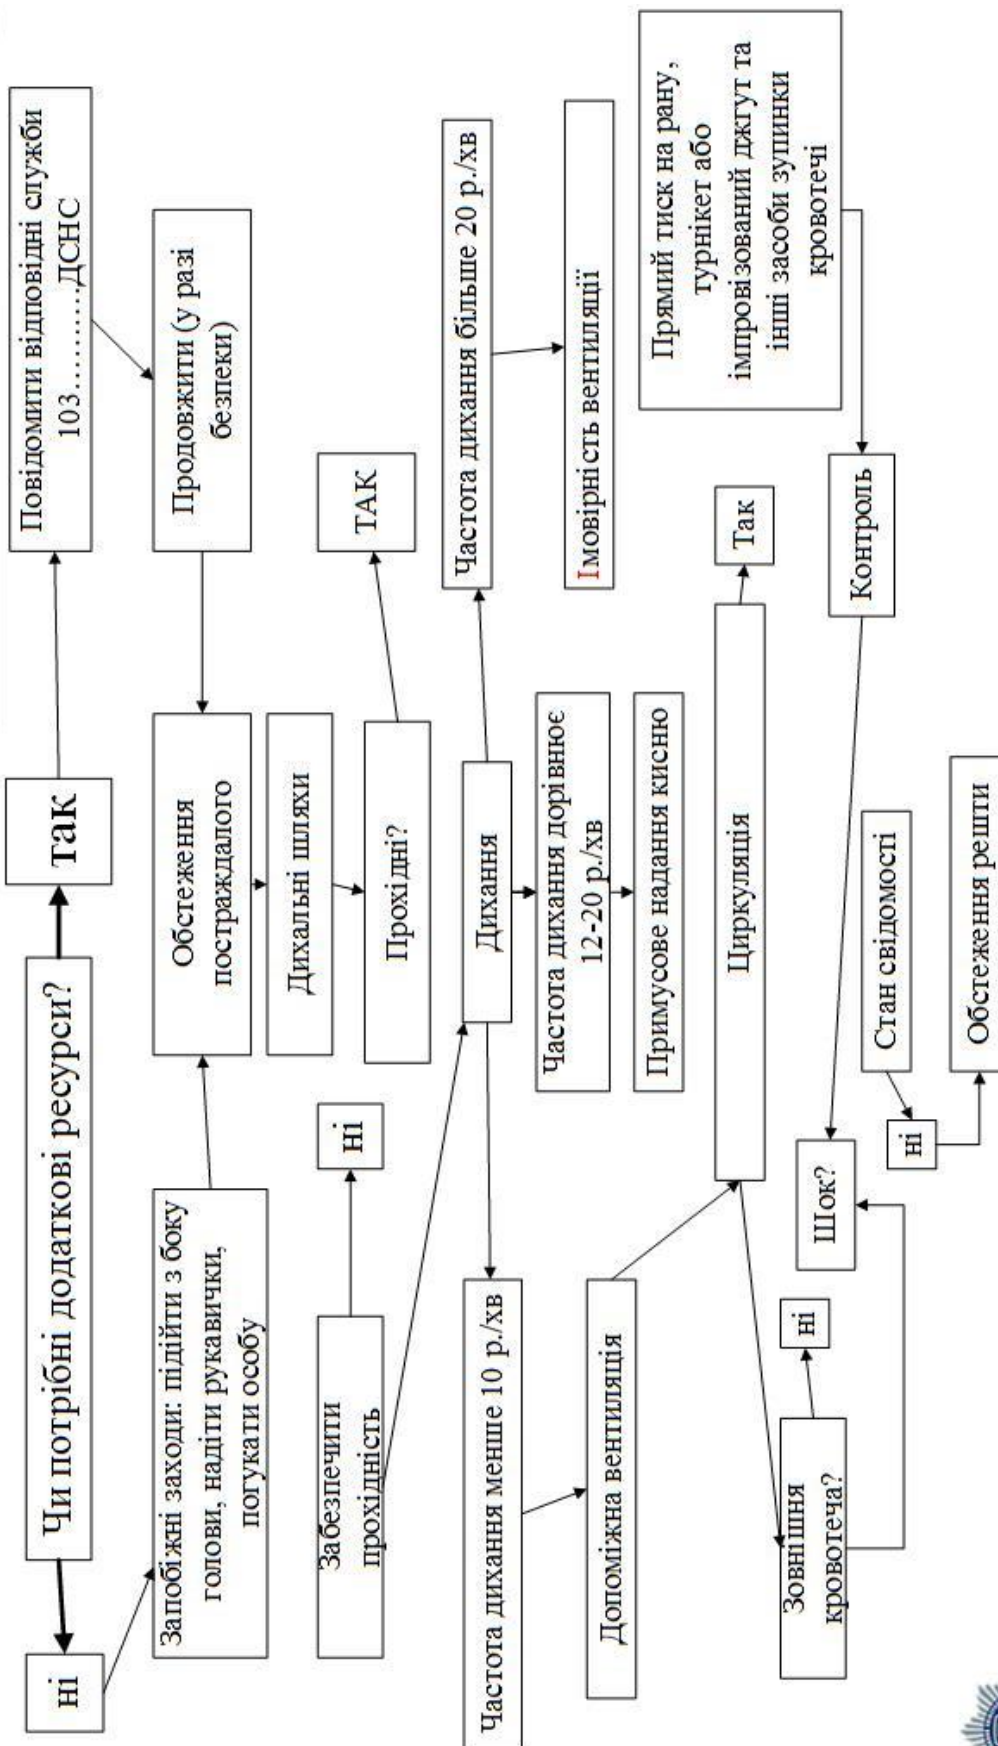 Чи потрібні додаткові ресурси?
ні
так
Повідомити відповідні служби
103...........ДСНС
Запобіжні заходи: підійти з боку
голови, надіти рукавички,
погукати особу
Обстеження
постраждалого
Продовжити (у разі
безпеки)
Дихальні шляхи
Забезпечити
прохідність
ні
Прохідні?
ТАК
Частота дихання менше 10 р./хв
Дихання
Частота дихання більше 20 р./хв
Допоміжна вентиляція
Частота дихання дорівнює
12-20 р./хв
Імовірність вентиляції
Примусове надання кисню
Циркуляція
Так
Прямий тиск на рану,
турнікет або
імпровізований джгут та
інші засоби зупинки
кровотечі
Зовнішня
кровотеча?
ні
Шок?
Контроль
Стан свідомості
ні
Обстеження решти